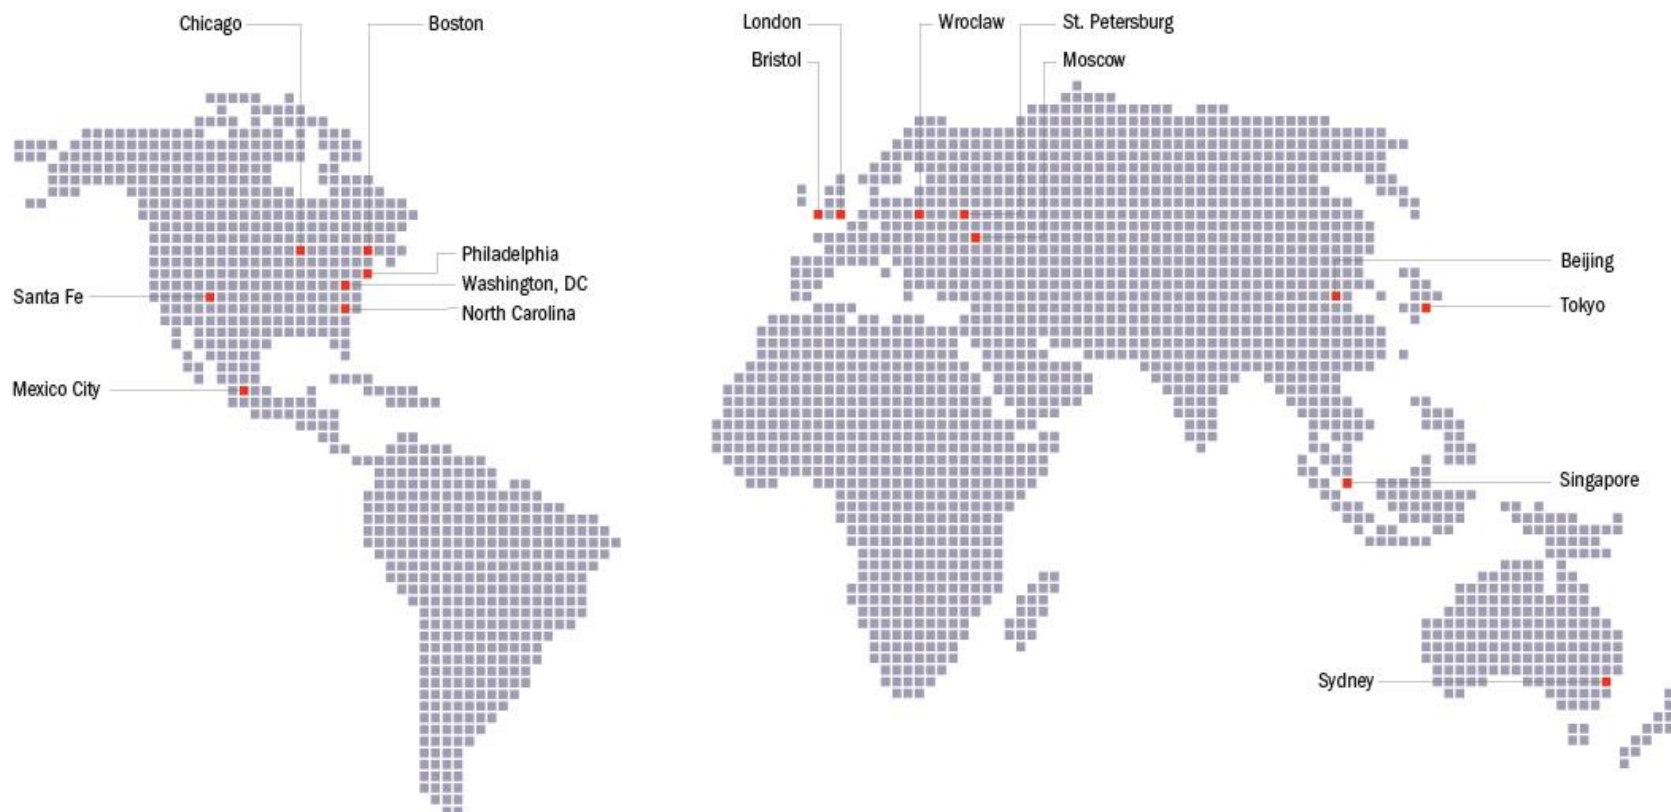 Chicago
Boston
London
Wroclaw
St. Petersburg
Bristol
Moscow
Philadelphia
Washington, DC
North Carolina
Santa Fe
Mexico City
Beijing
Tokyo
Singapore
Sydney